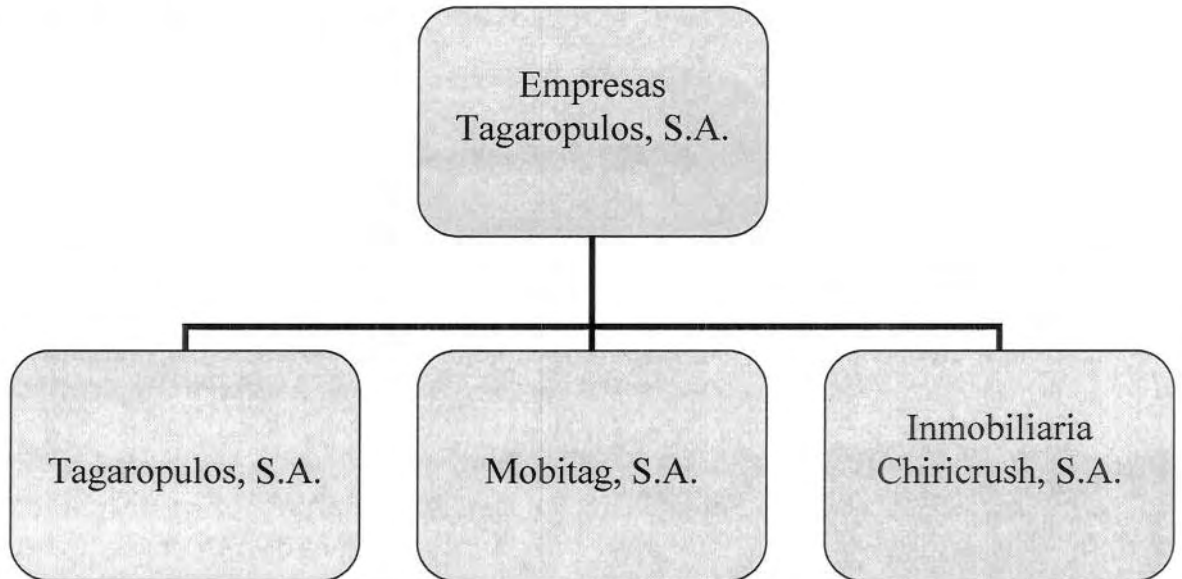 Empresas
Tagaropulos, S.A.
Tagaropulos, S.A.
Mobitag, S.A.
Inmobiliaria
Chiricrush, S.A.